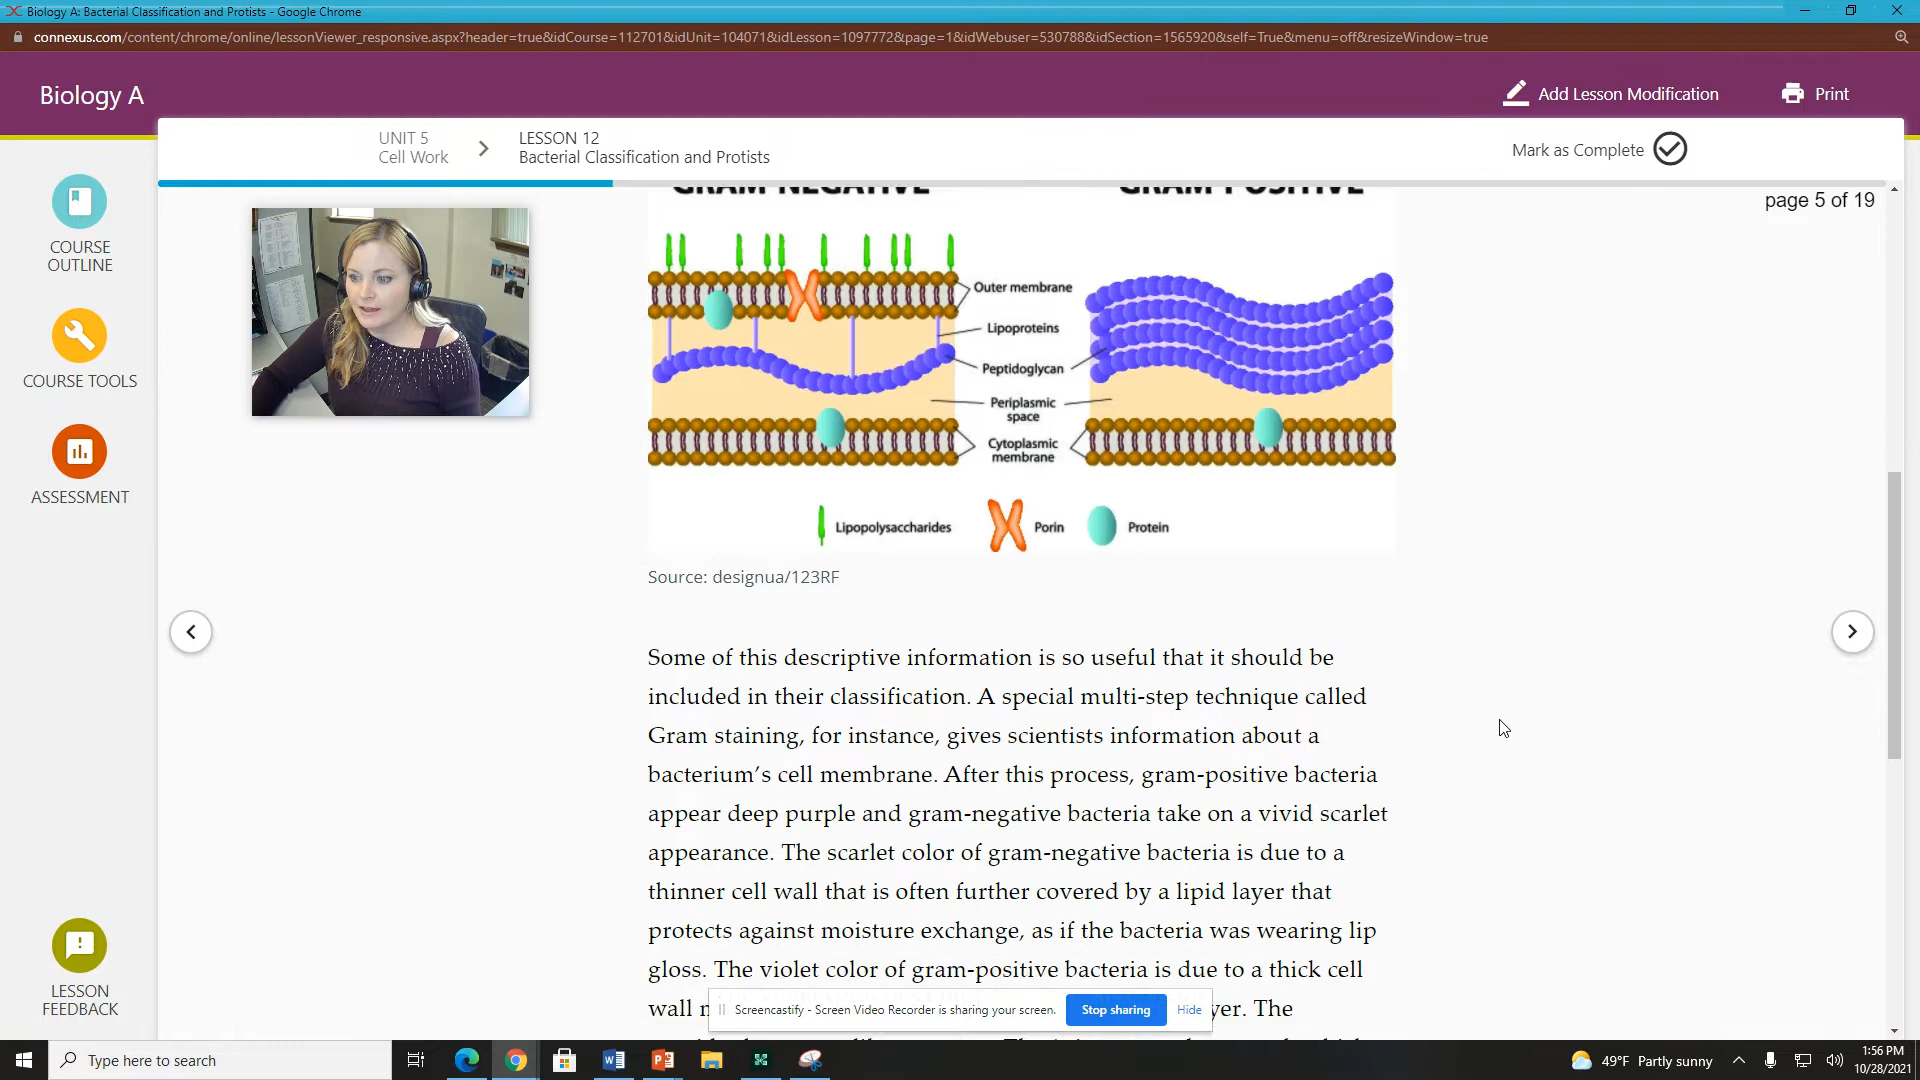 Biology A: Bacterial Classification and Protists - Google Chrome
connexus.com/content/chrome/online/lessonViewer_responsive.aspx?header=true&idCourse=112701&idUnit=104071&idLesson=1097772&page=1&idWebuser=530788&idSection=1565920&self=True&menu=off&resizeWindow=true
Biology A
Add Lesson Modification
Print
UNIT 5
Cell Work
LESSON 12
Bacterial Classification and Protists
Mark as Complete
page 5 of 19
COURSE
OUTLINE
COURSE TOOLS
ASSESSMENT
LESSON
FEEDBACK
GRAM NEGATIVE
GRAM POSITIVE
Outer membrane
Lipoproteins
Peptidoglycan
Periplasmic
space
Cytoplasmic
membrane
Lipopolysaccharides
Porin
Protein
Source: designua/123RF
Some of this descriptive information is so useful that it should be
included in their classification. A special multi-step technique called
Gram staining, for instance, gives scientists information about a
bacterium's cell membrane. After this process, gram-positive bacteria
appear deep purple and gram-negative bacteria take on a vivid scarlet
appearance. The scarlet color of gram-negative bacteria is due to a
thinner cell wall that is often further covered by a lipid layer that
protects against moisture exchange, as if the bacteria was wearing lip
gloss. The violet color of gram-positive bacteria is due to a thick cell
wall
yer. The
Screencastify - Screen Video Recorder is sharing your screen.
Stop sharing
Hide
Type here to search
49°F Partly sunny
1:56 PM
10/28/2021